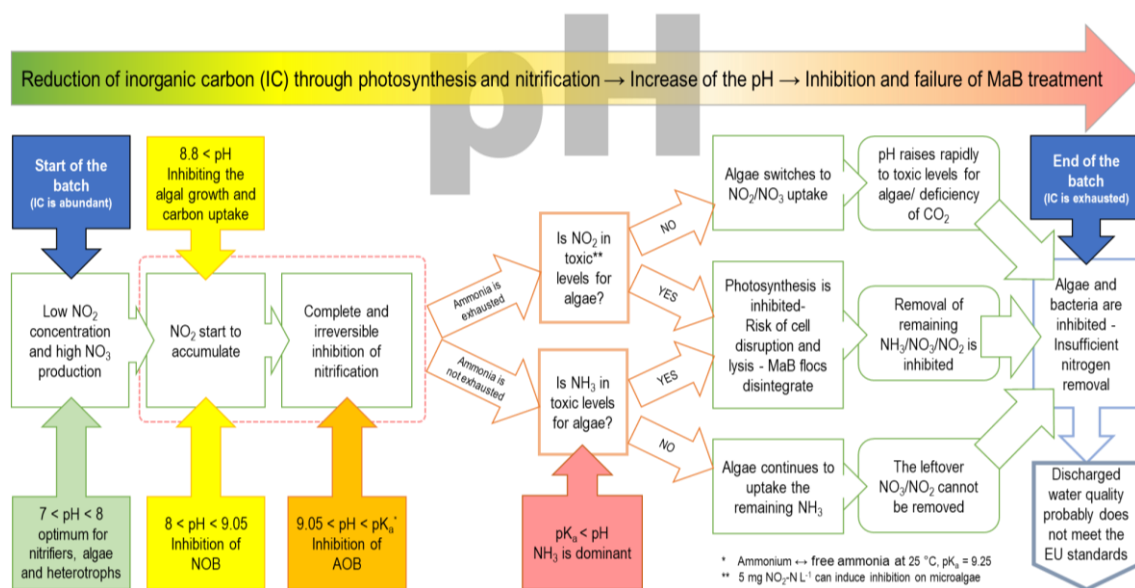 pH
Reduction of inorganic carbon (IC) through photosynthesis and nitrification → Increase of the pH → Inhibition and failure of MaB treatment
Start of the
batch
(IC is abundant)
8.8 < pH
Inhibiting the
algal growth and
carbon uptake
Low NO2
concentration
and high NO3
production
NO2 start to
accumulate
Complete and
irreversible
inhibition of
nitrification
7 < pH < 8
optimum for
nitrifiers, algae
and heterotrophs
8 < pH < 9.05
Inhibition of
NOB
9.05 < pH < pKa*
Inhibition of
AOB
Ammonia is
exhausted
Ammonia is
not exhausted
Is NO2 in
toxic**
levels for
algae?
Is NH3 in
toxic levels
for algae?
pKa < pH
NH3 is dominant
NO
YES
YES
NO
Algae switches to
NO2/NO3 uptake
pH raises rapidly
to toxic levels for
algae/ deficiency
of CO2
Photosynthesis is
inhibited-
Risk of cell
disruption and
lysis - MaB flocs
disintegrate
Removal of
remaining
NH3/NO3/NO2 is
inhibited
Algae continues to
uptake the
remaining NH3
The leftover
NO3/NO2 cannot
be removed
End of the
batch
(IC is exhausted)
Algae and
bacteria are
inhibited -
Insufficient
nitrogen
removal
Discharged
water quality
probably does
not meet the
EU standards
* Ammonium ↔ free ammonia at 25 °C, pKa = 9.25
** 5 mg NO2-N L-1 can induce inhibition on microalgae